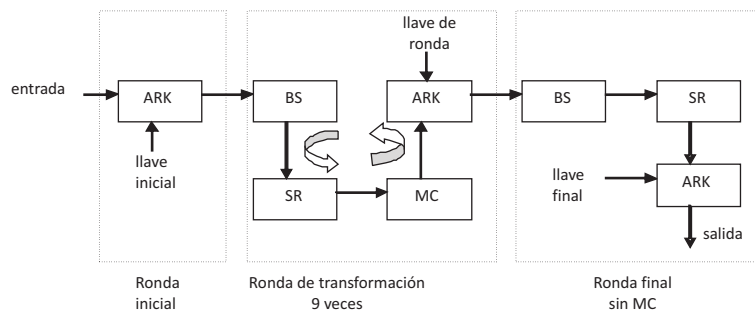 entrada
ARK
llave
inicial
BS
SR
MC
llave de
ronda
ARK
BS
SR
llave
final
ARK
salida
Ronda
inicial
Ronda de transformación
9 veces
Ronda final
sin MC